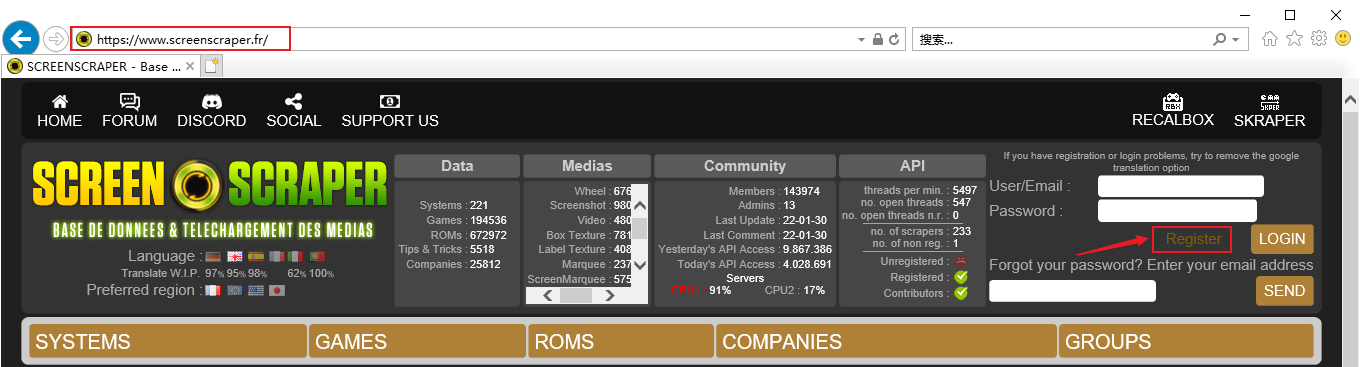 https://www.screenscraper.fr/
搜索...
SCREENSCRAPER - Base ...
HOME FORUM DISCORD SOCIAL SUPPORT US
RECALBOX SKRAPER
SCREEN SCRAPER
BASE DE DONNEES & TELECHARGEMENT DES MEDIAS
Language :
Translate W.I.P. 97% 95% 98% 62% 100%
Preferred region :
Data
Systems : 221
Games : 194536
ROMs : 672972
Tips & Tricks : 5518
Companies : 25812
Medias
Wheel : 676
Screenshot : 980
Video : 480
Box Texture : 781
Label Texture : 408
Marquee : 237
ScreenMarquee : 575
Community
Members : 143974
Admins : 13
Last Update : 22-01-30
Last Comment : 22-01-30
Yesterday's API Access : 9.867.386
Today's API Access : 4.028.691
Servers
CPU1 : 91% CPU2 : 17%
API
threads per min. : 5497
no. open threads : 547
no. open threads n.r. : 0
no. of scrapers : 233
no. of non reg. : 1
Unregistered :
Registered :
Contributors :
If you have registration or login problems, try to remove the google
translation option
User/Email :
Password :
Register LOGIN
Forgot your password? Enter your email address
SEND
SYSTEMS GAMES ROMS COMPANIES GROUPS